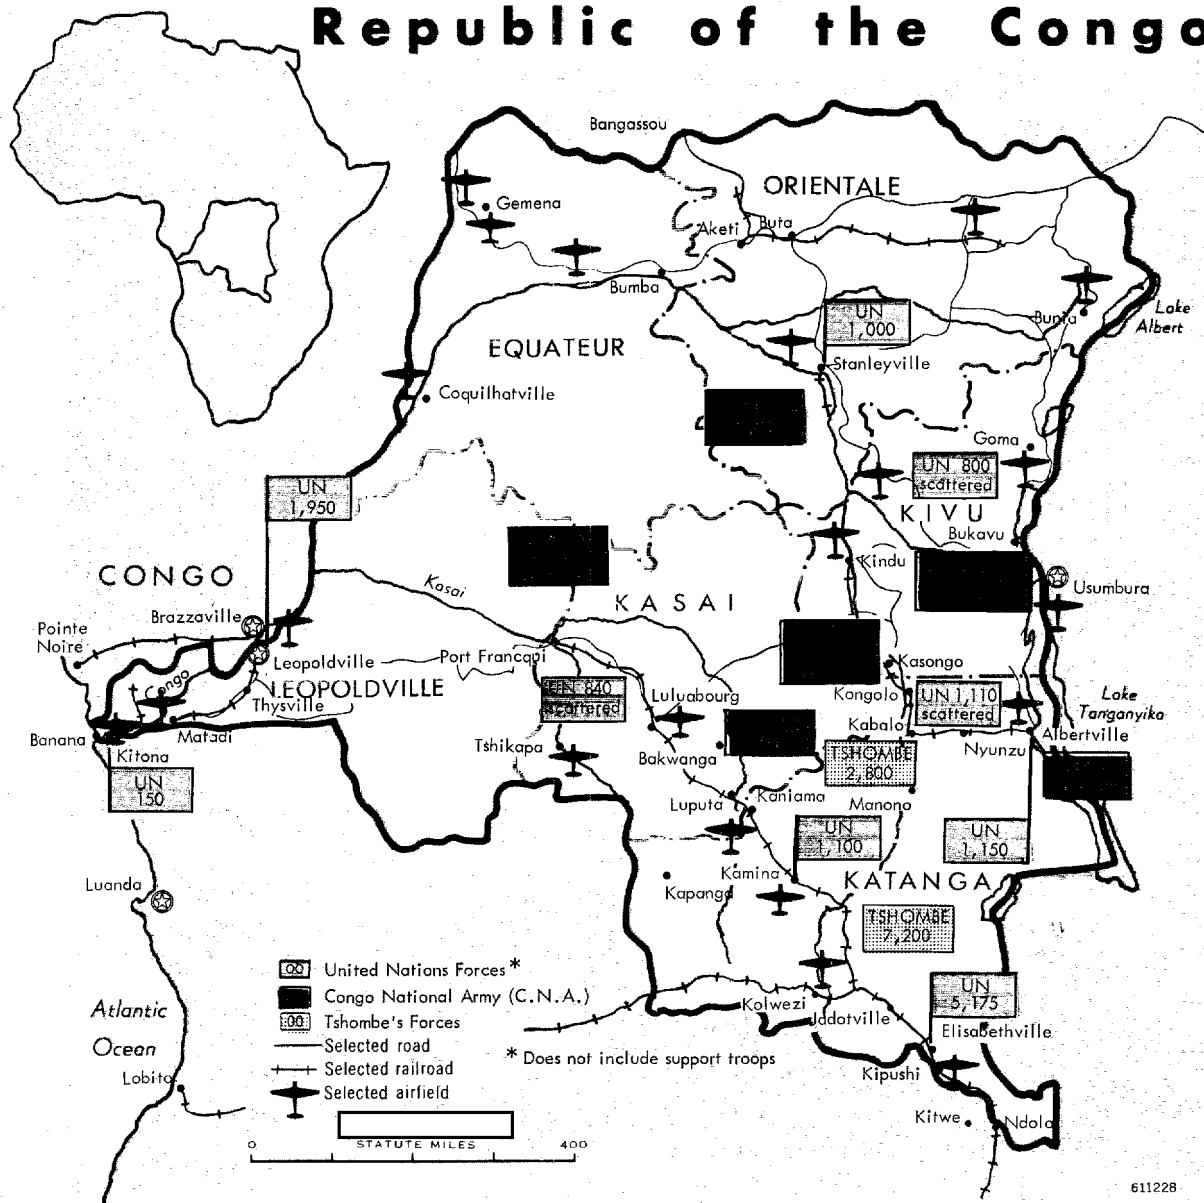 Republic of the Congo
Bangassou
ORIENTALE
Gemena
Aketi
Buta
Bumba
Bunia
Lake
Albert
UN
1,000
EQUATEUR
Stanleyville
Coquilhatville
Goma
UN 800
scattered
UN
1,950
KIVU
Bukavu
CONGO
Kindu
Usumbura
Kasai
KASAI
Brazzaville
Pointe
Noire
Leopoldville
Port Francqui
Kasongo
Congo
LEOPOLDVILLE
Thysville
UN 840
scattered
Luluabourg
Kongolo
UN 1,110
scattered
Lake
Tanganyika
Kabalo
Banana
Matadi
Kitona
Tshikapa
Bakwanga
Nyunzu
Albertville
TSHOMBE
2,800
UN
150
Luputa
Kaniama
Manono
UN
1,100
UN
1,150
Luanda
Kapanga
Kamina
KATANGA
TSHOMBE
7,200
00 United Nations Forces*
Congo National Army (C.N.A.)
00 Tshombe's Forces
Selected road
Selected railroad
Selected airfield
Kolwezi
Jadotville
UN
5,175
Elisabethville
Atlantic
Ocean
* Does not include support troops
Kipushi
Lobito
Kitwe
Ndola
STATUTE MILES
0 400
611228